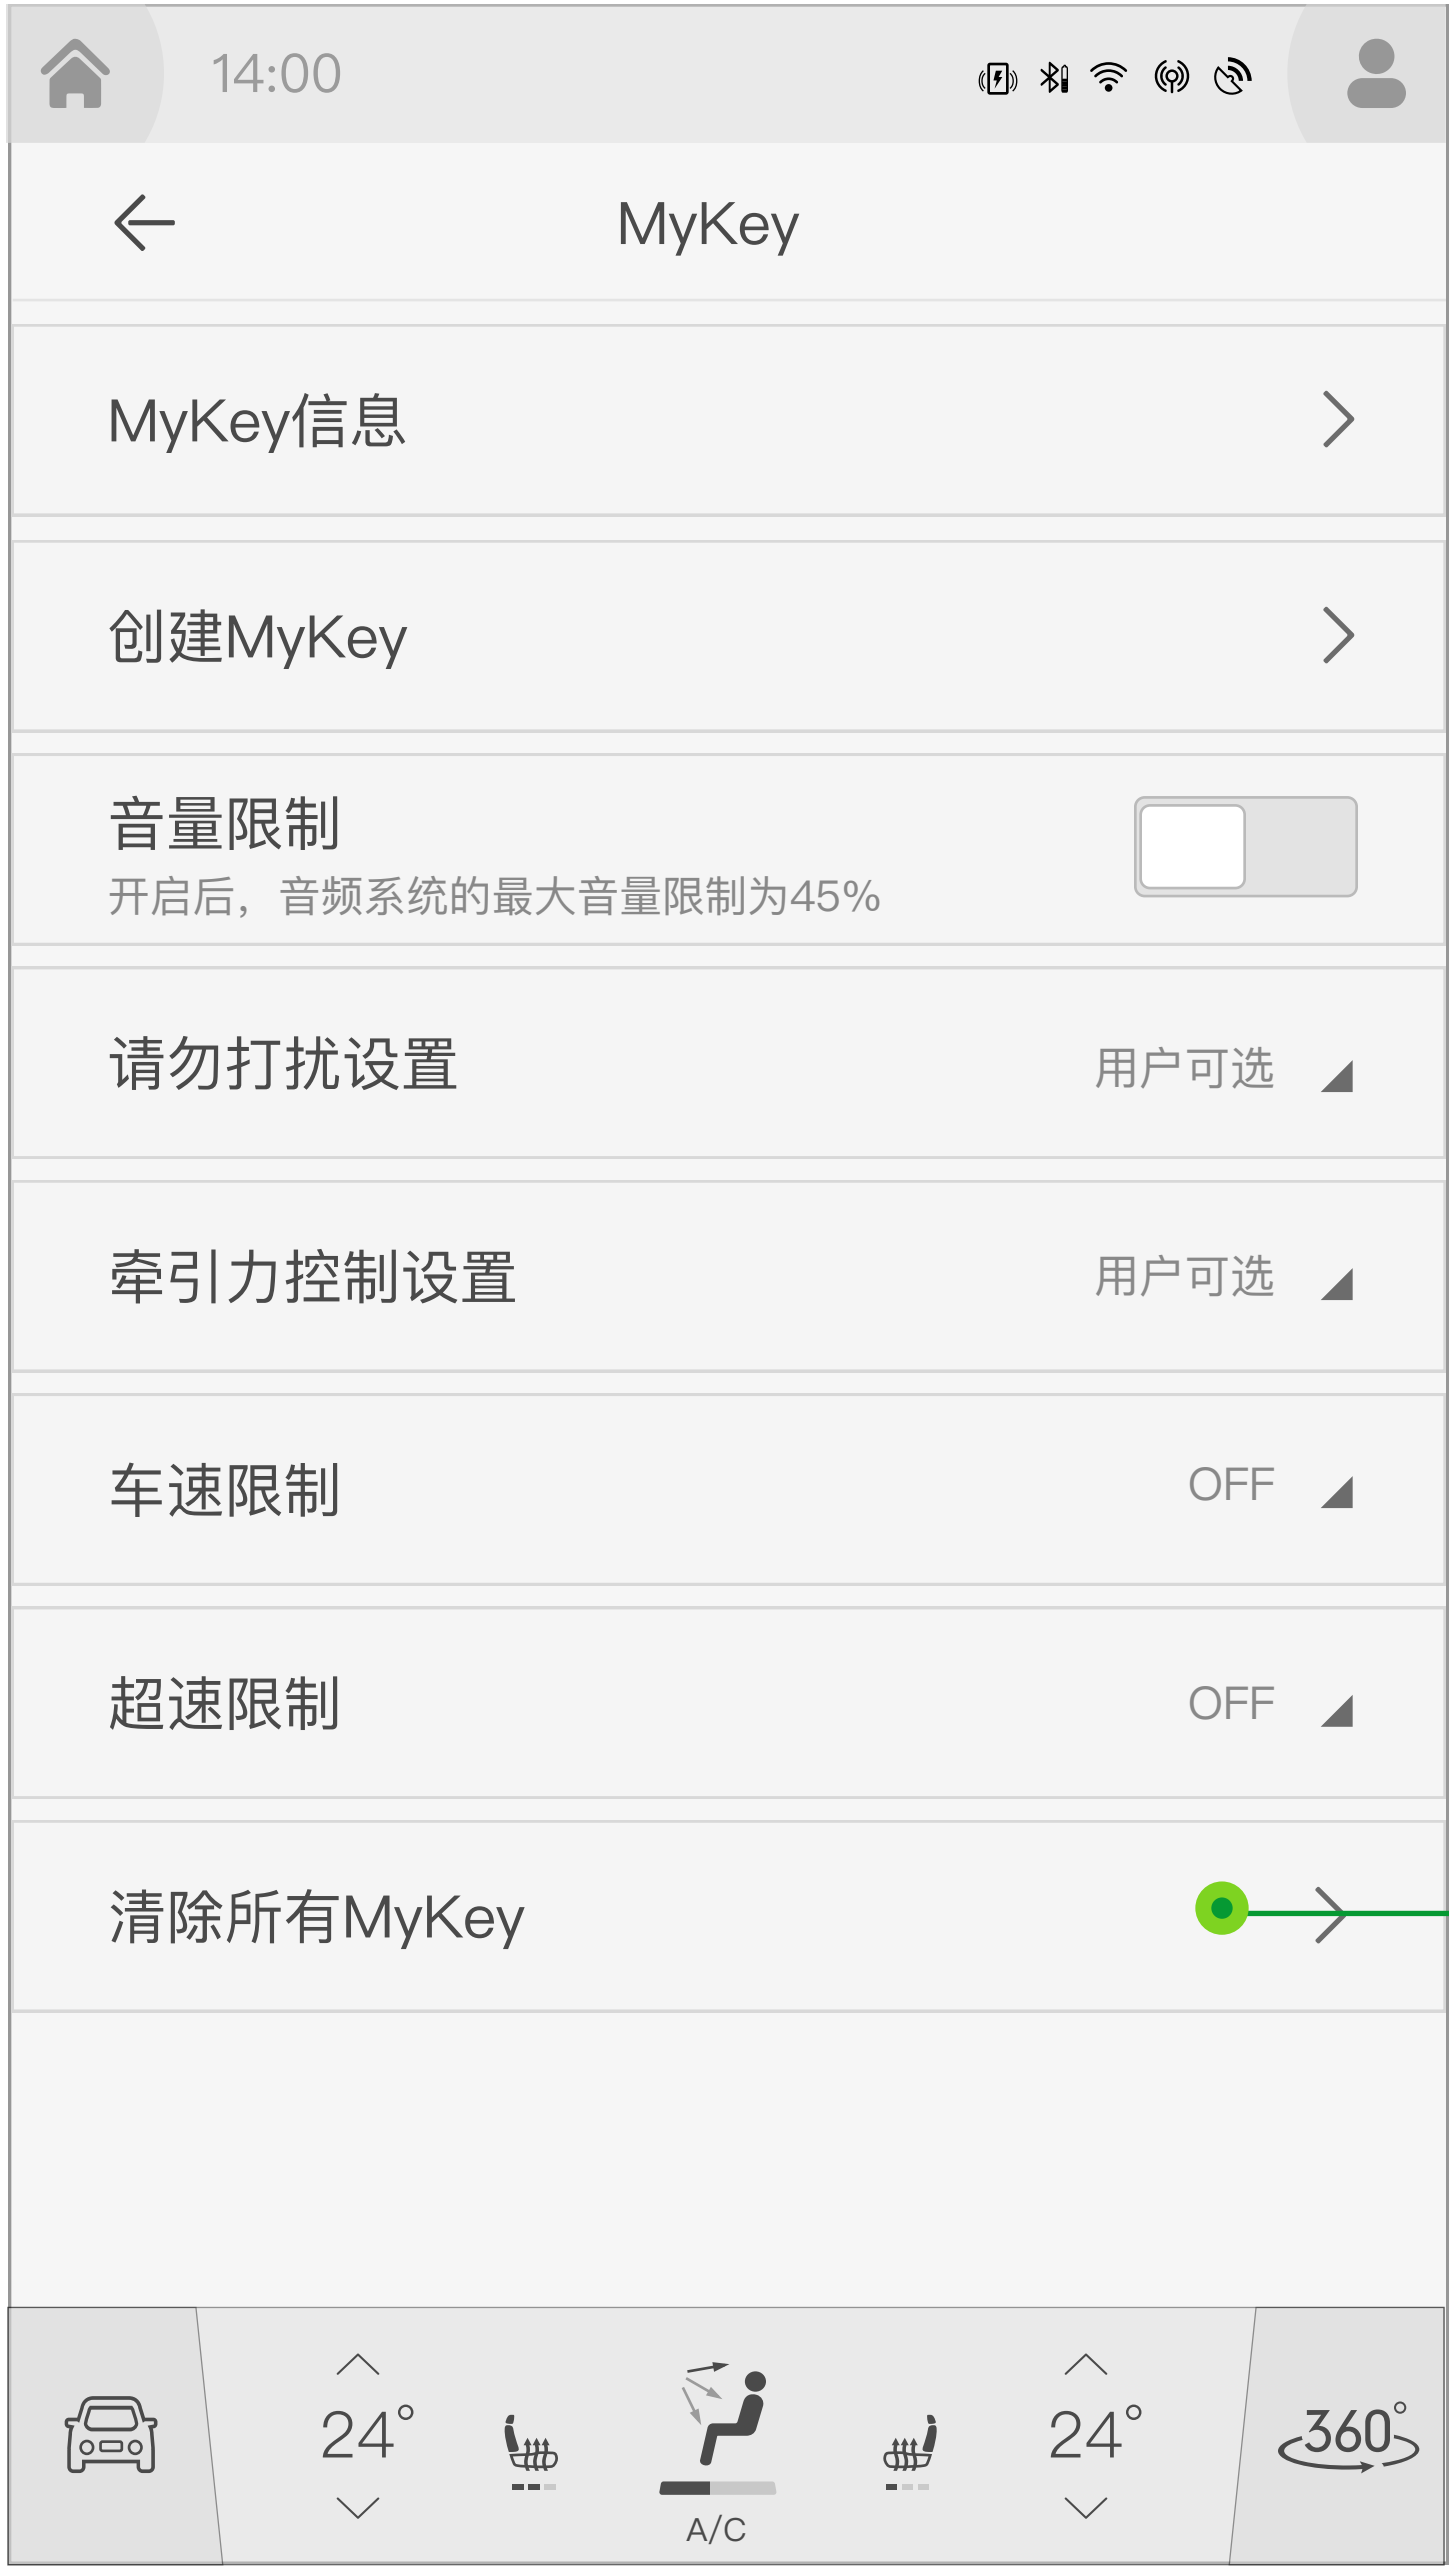 14:00
MyKey
MyKey信息
创建MyKey
音量限制
开启后，音频系统的最大音量限制为45%
请勿打扰设置
用户可选
牵引力控制设置
用户可选
车速限制
OFF
超速限制
OFF
清除所有MyKey
24°
24°
360°
A/C